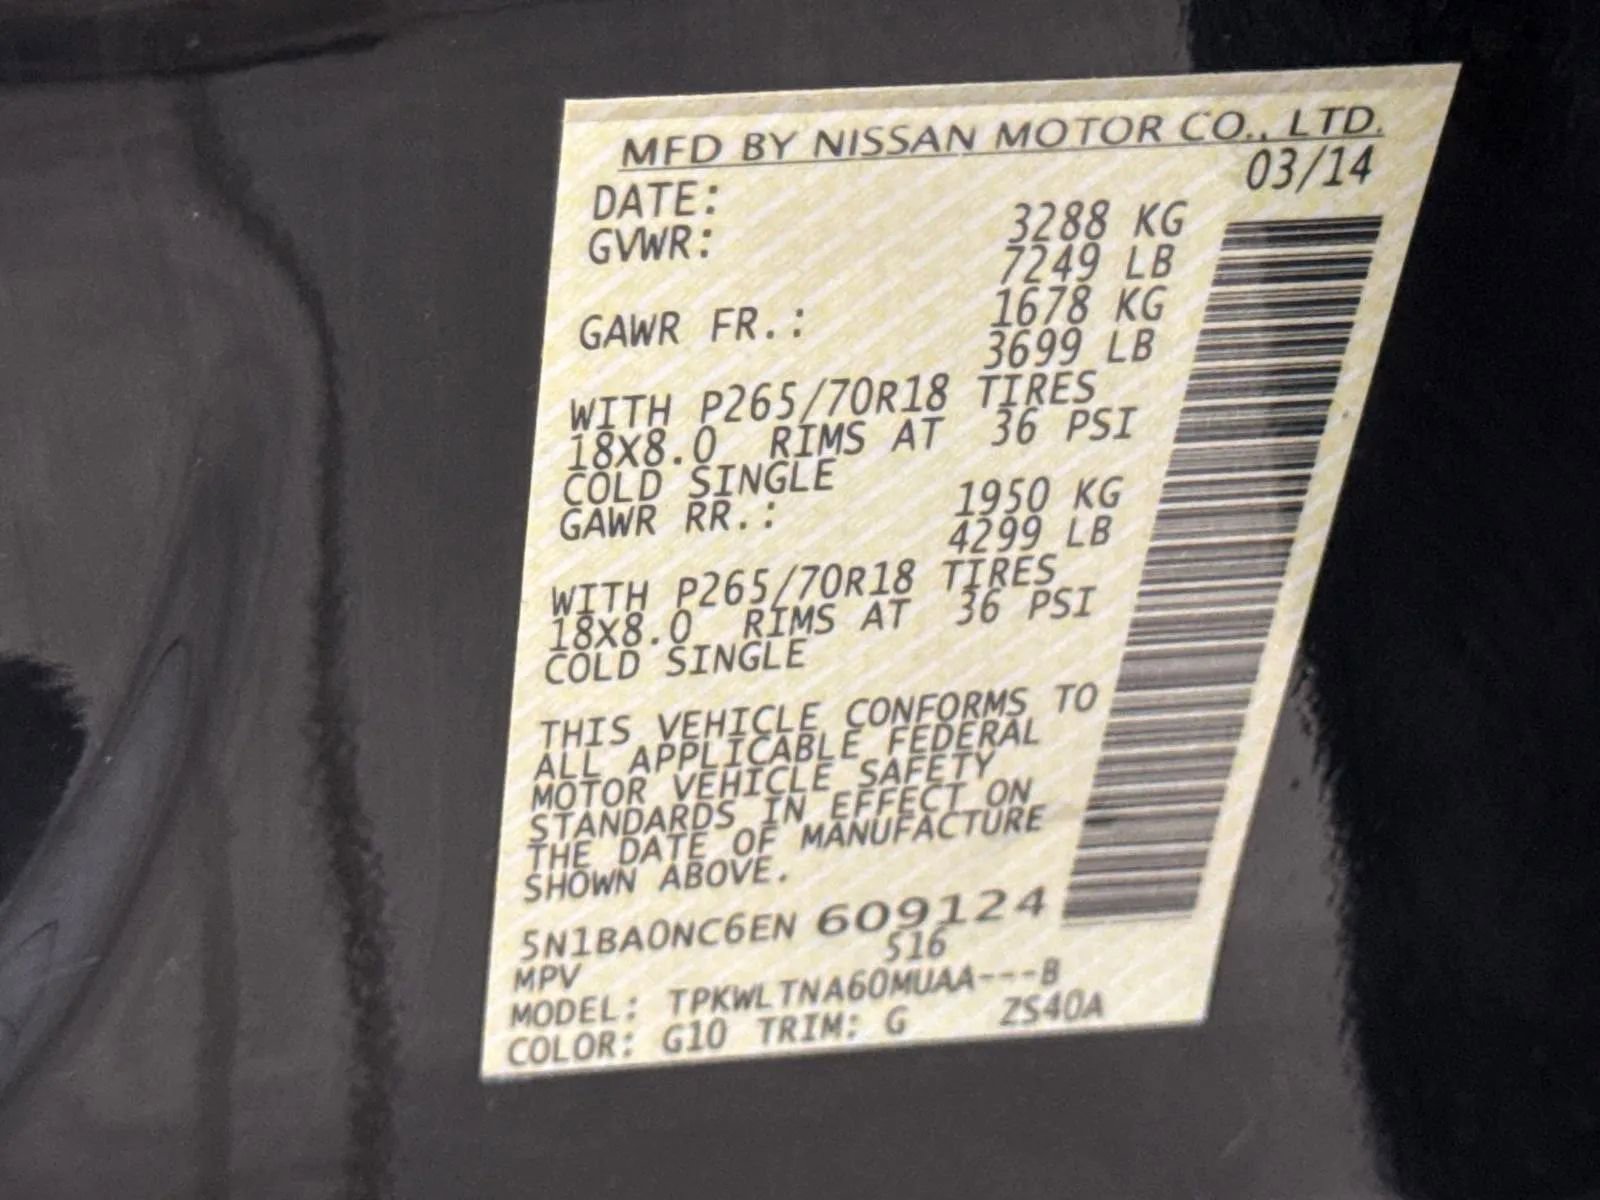 MFD BY NISSAN MOTOR CO., LTD.
DATE: 03/14
GVWR: 3288 KG
7249 LB
GAWR FR.: 1678 KG
3699 LB
WITH P265/70R18 TIRES
18X8.0 RIMS AT 36 PSI
COLD SINGLE
GAWR RR.: 1950 KG
4299 LB
WITH P265/70R18 TIRES
18X8.0 RIMS AT 36 PSI
COLD SINGLE
THIS VEHICLE CONFORMS TO
ALL APPLICABLE FEDERAL
MOTOR VEHICLE SAFETY
STANDARDS IN EFFECT ON
THE DATE OF MANUFACTURE
SHOWN ABOVE.
5N1BA0NC6EN 609124
MPV 516
MODEL: TPKWLTNA60MUAA---B
COLOR: G10 TRIM: G ZS40A